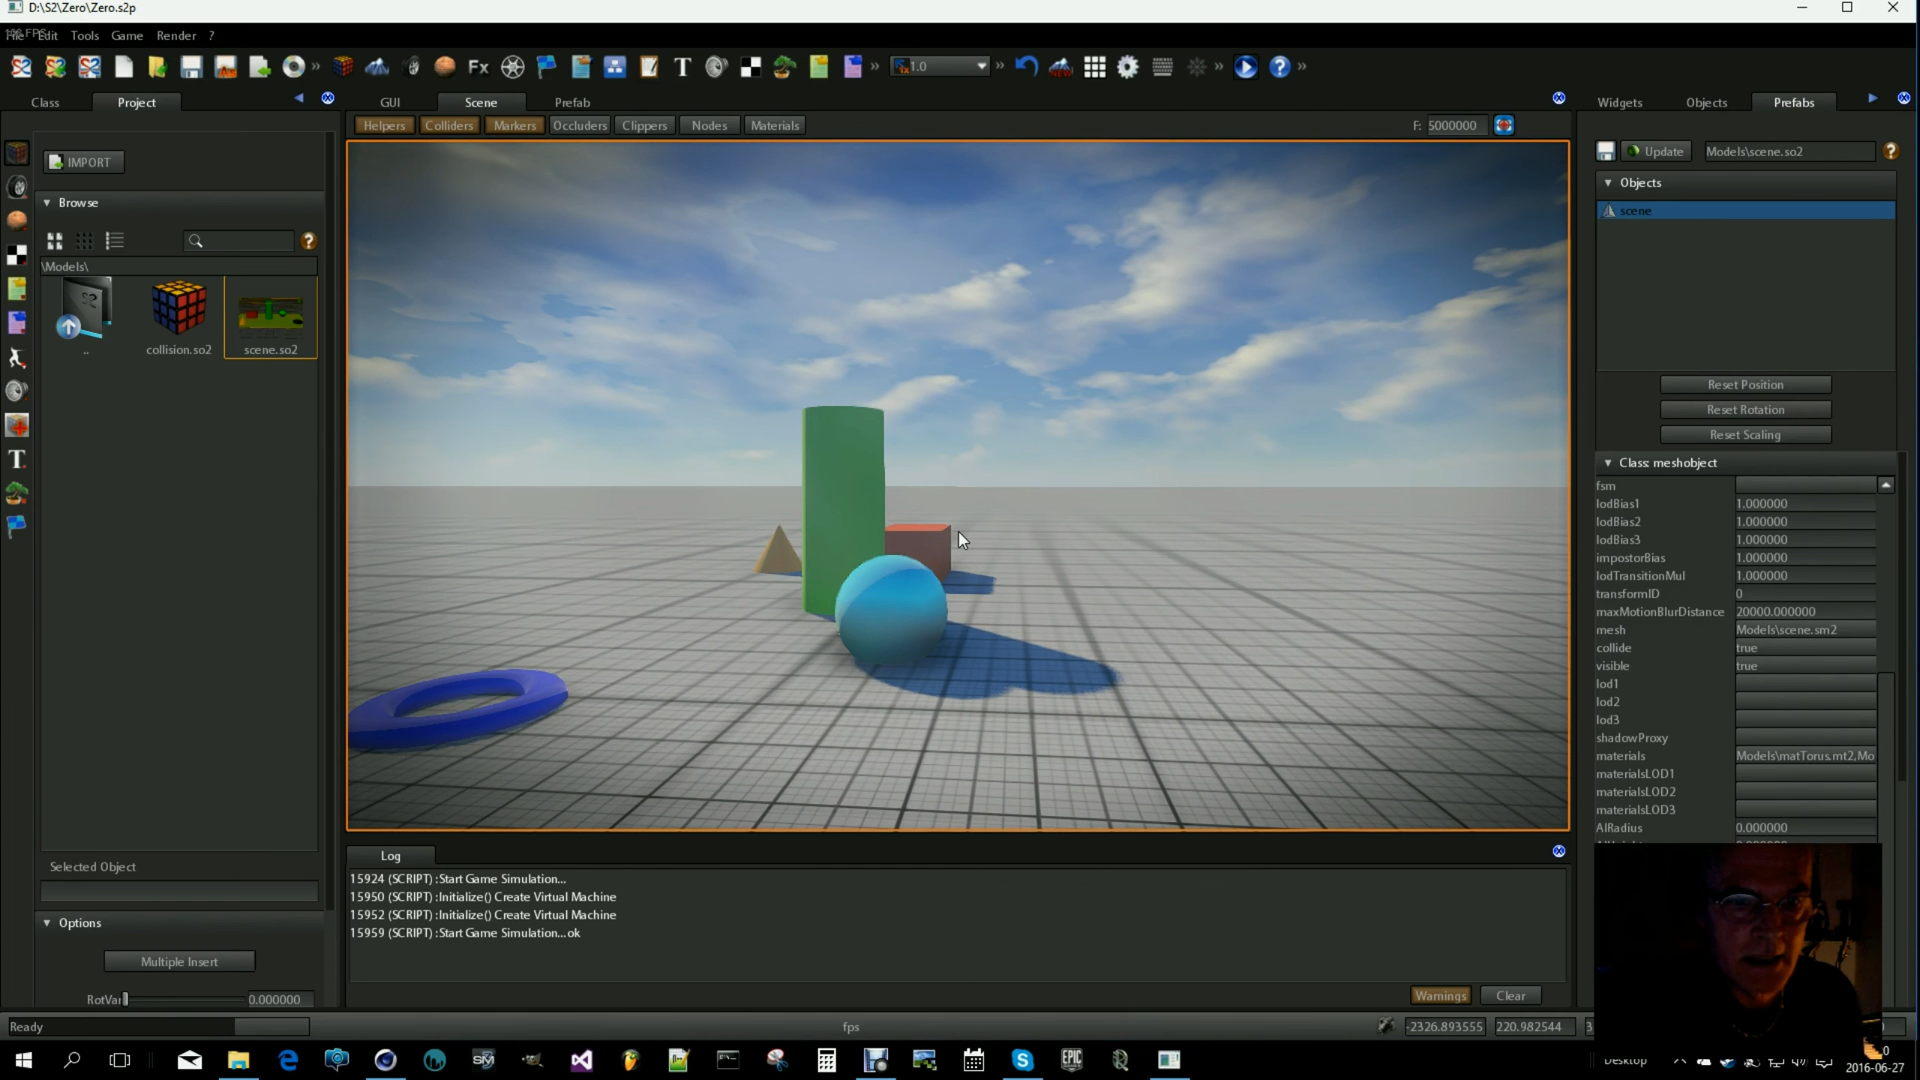 D:\S2\Zero\Zero.s2p
Edit Tools Game Render ?
Fx T 1.0
Class Project
GUI Scene Prefab
Widgets Objects Prefabs
Helpers Colliders Markers Occluders Clippers Nodes Materials
F: 5000000
IMPORT
Update Models\scene.so2
Browse
Objects
scene
\Models\
..
collision.so2
scene.so2
Reset Position
Reset Rotation
Reset Scaling
Class: meshobject
fsm
lodBias1 1.000000
lodBias2 1.000000
lodBias3 1.000000
impostorBias 1.000000
lodTransitionMul 1.000000
transformID 0
maxMotionBlurDistance 20000.000000
mesh Models\scene.sm2
collide true
visible true
lod1
lod2
lod3
shadowProxy
materials Models\matTorus.mt2,Mo
materialsLOD1
materialsLOD2
materialsLOD3
AIRadius 0.000000
Log
15924 (SCRIPT) :Start Game Simulation...
15950 (SCRIPT) :Initialize() Create Virtual Machine
15952 (SCRIPT) :Initialize() Create Virtual Machine
15959 (SCRIPT) :Start Game Simulation...ok
Selected Object
Options
Multiple Insert
RotVar 0.000000
Warnings Clear
Ready
fps
-2326.893555 220.982544
Desktop
2016-06-27